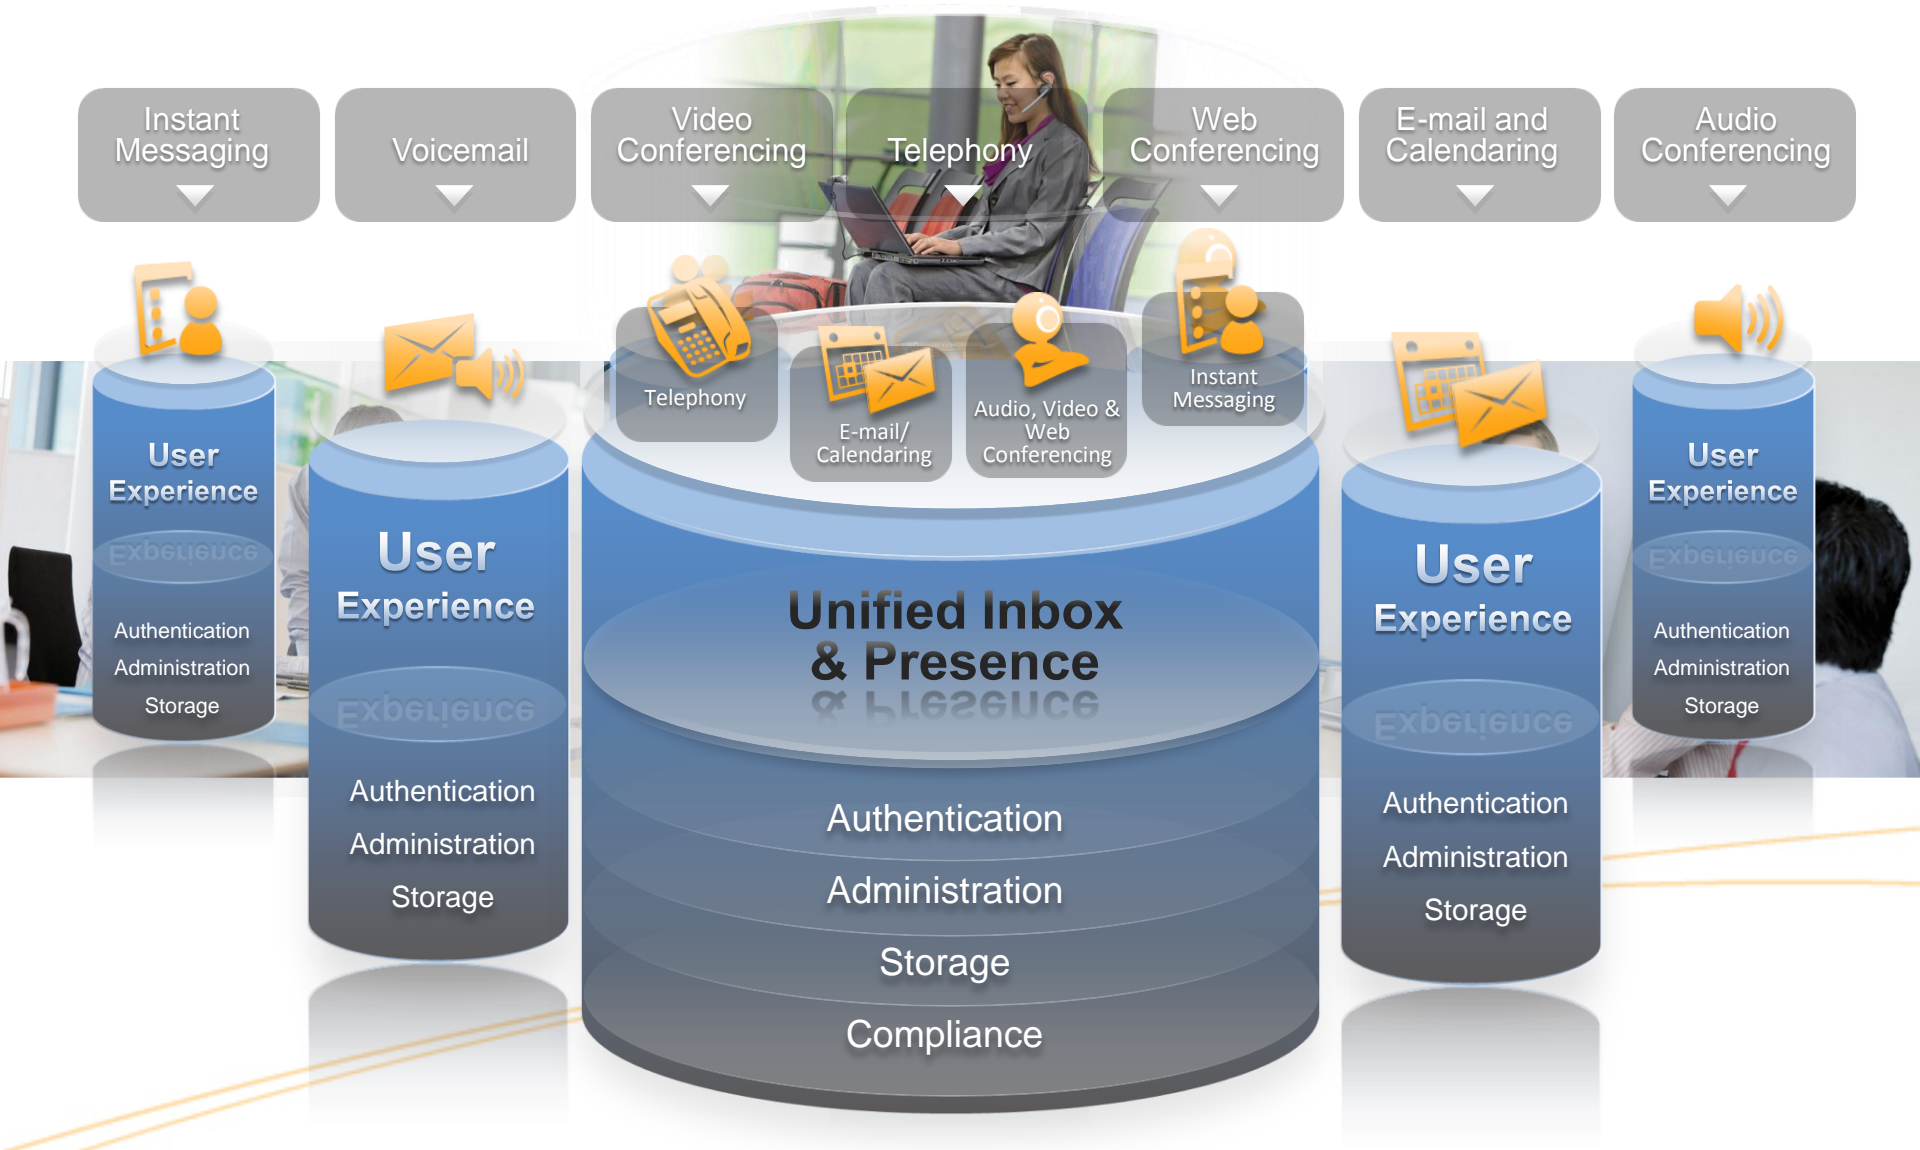 Instant
Messaging
Voicemail
Video
Conferencing
Telephony
Web
Conferencing
E-mail and
Calendaring
Audio
Conferencing
Telephony
E-mail/
Calendaring
Audio, Video &
Web
Conferencing
Instant
Messaging
User
Experience
Authentication
Administration
Storage
User
Experience
Authentication
Administration
Storage
Unified Inbox
& Presence
Authentication
Administration
Storage
Compliance
User
Experience
Authentication
Administration
Storage
User
Experience
Authentication
Administration
Storage